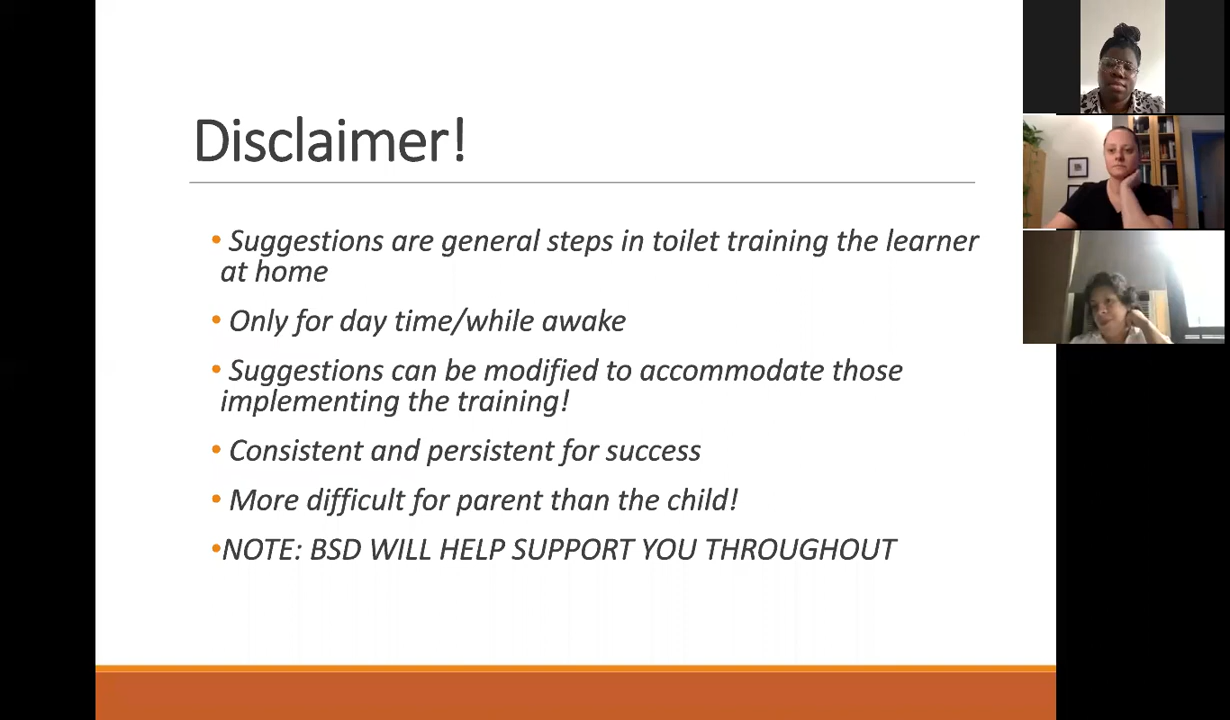 Disclaimer!
• Suggestions are general steps in toilet training the learner
at home
• Only for day time/while awake
• Suggestions can be modified to accommodate those
implementing the training!
• Consistent and persistent for success
• More difficult for parent than the child!
•NOTE: BSD WILL HELP SUPPORT YOU THROUGHOUT